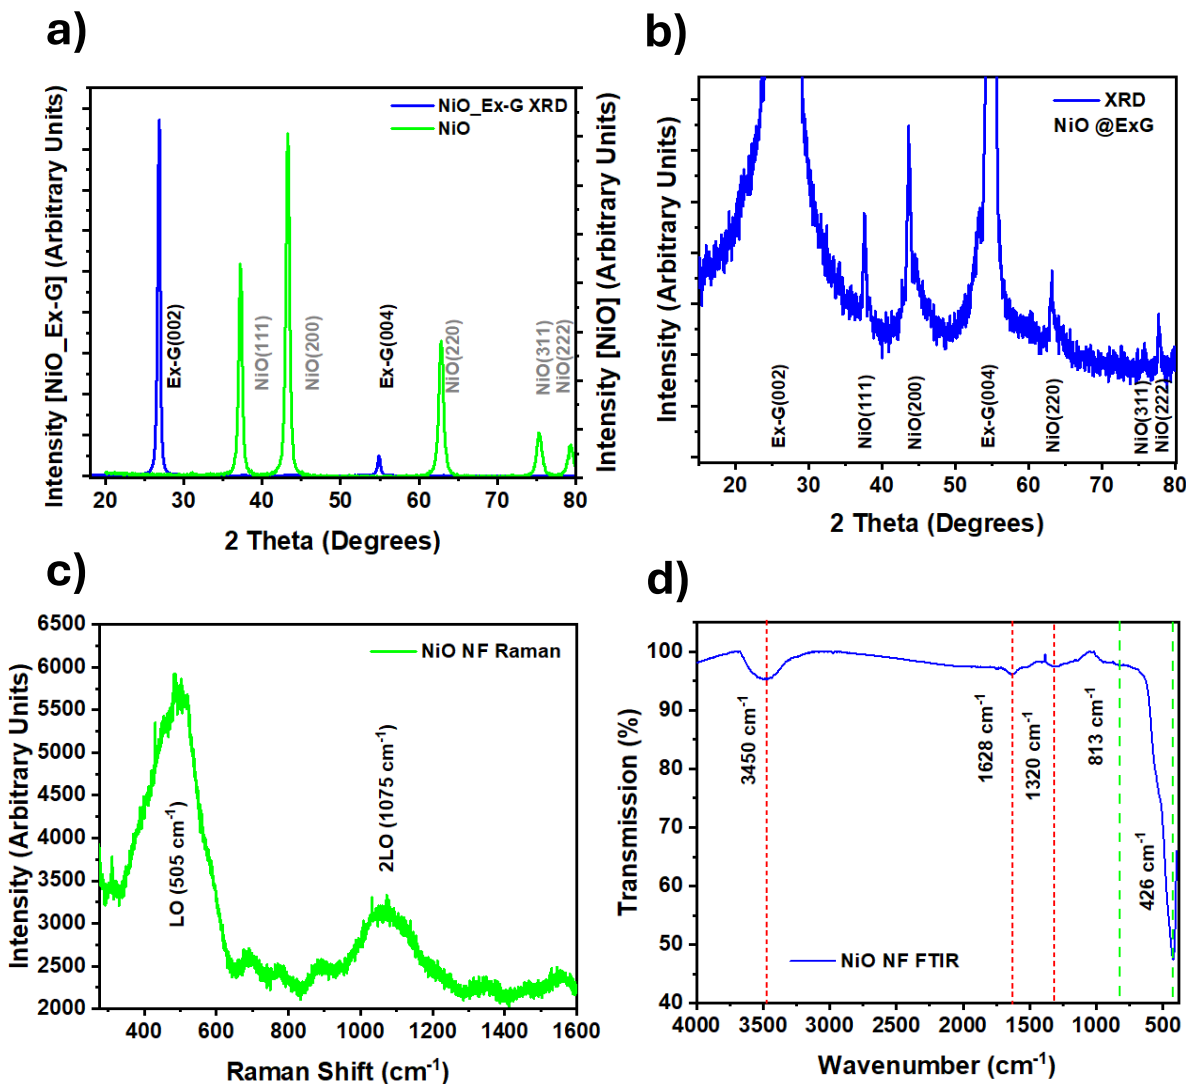 a)
Intensity [NiO_Ex-G] (Arbitrary Units)
NiO_Ex-G XRD
NiO
Ex-G(002)
NiO(111)
NiO(200)
Ex-G(004)
NiO(220)
NiO(311)
NiO(222)
Intensity [NiO] (Arbitrary Units)
20 30 40 50 60 70 80
2 Theta (Degrees)
b)
Intensity (Arbitrary Units)
XRD
NiO @ExG
Ex-G(002)
NiO(111)
NiO(200)
Ex-G(004)
NiO(220)
NiO(311)
NiO(222)
20 30 40 50 60 70 80
2 Theta (Degrees)
c)
Intensity (Arbitrary Units)
6500
6000
5500
5000
4500
4000
3500
3000
2500
2000
NiO NF Raman
LO (505 cm⁻¹)
2LO (1075 cm⁻¹)
400 600 800 1000 1200 1400 1600
Raman Shift (cm⁻¹)
d)
Transmission (%)
100
90
80
70
60
50
40
3450 cm⁻¹
1628 cm⁻¹
1320 cm⁻¹
813 cm⁻¹
426 cm⁻¹
NiO NF FTIR
4000 3500 3000 2500 2000 1500 1000 500
Wavenumber (cm⁻¹)